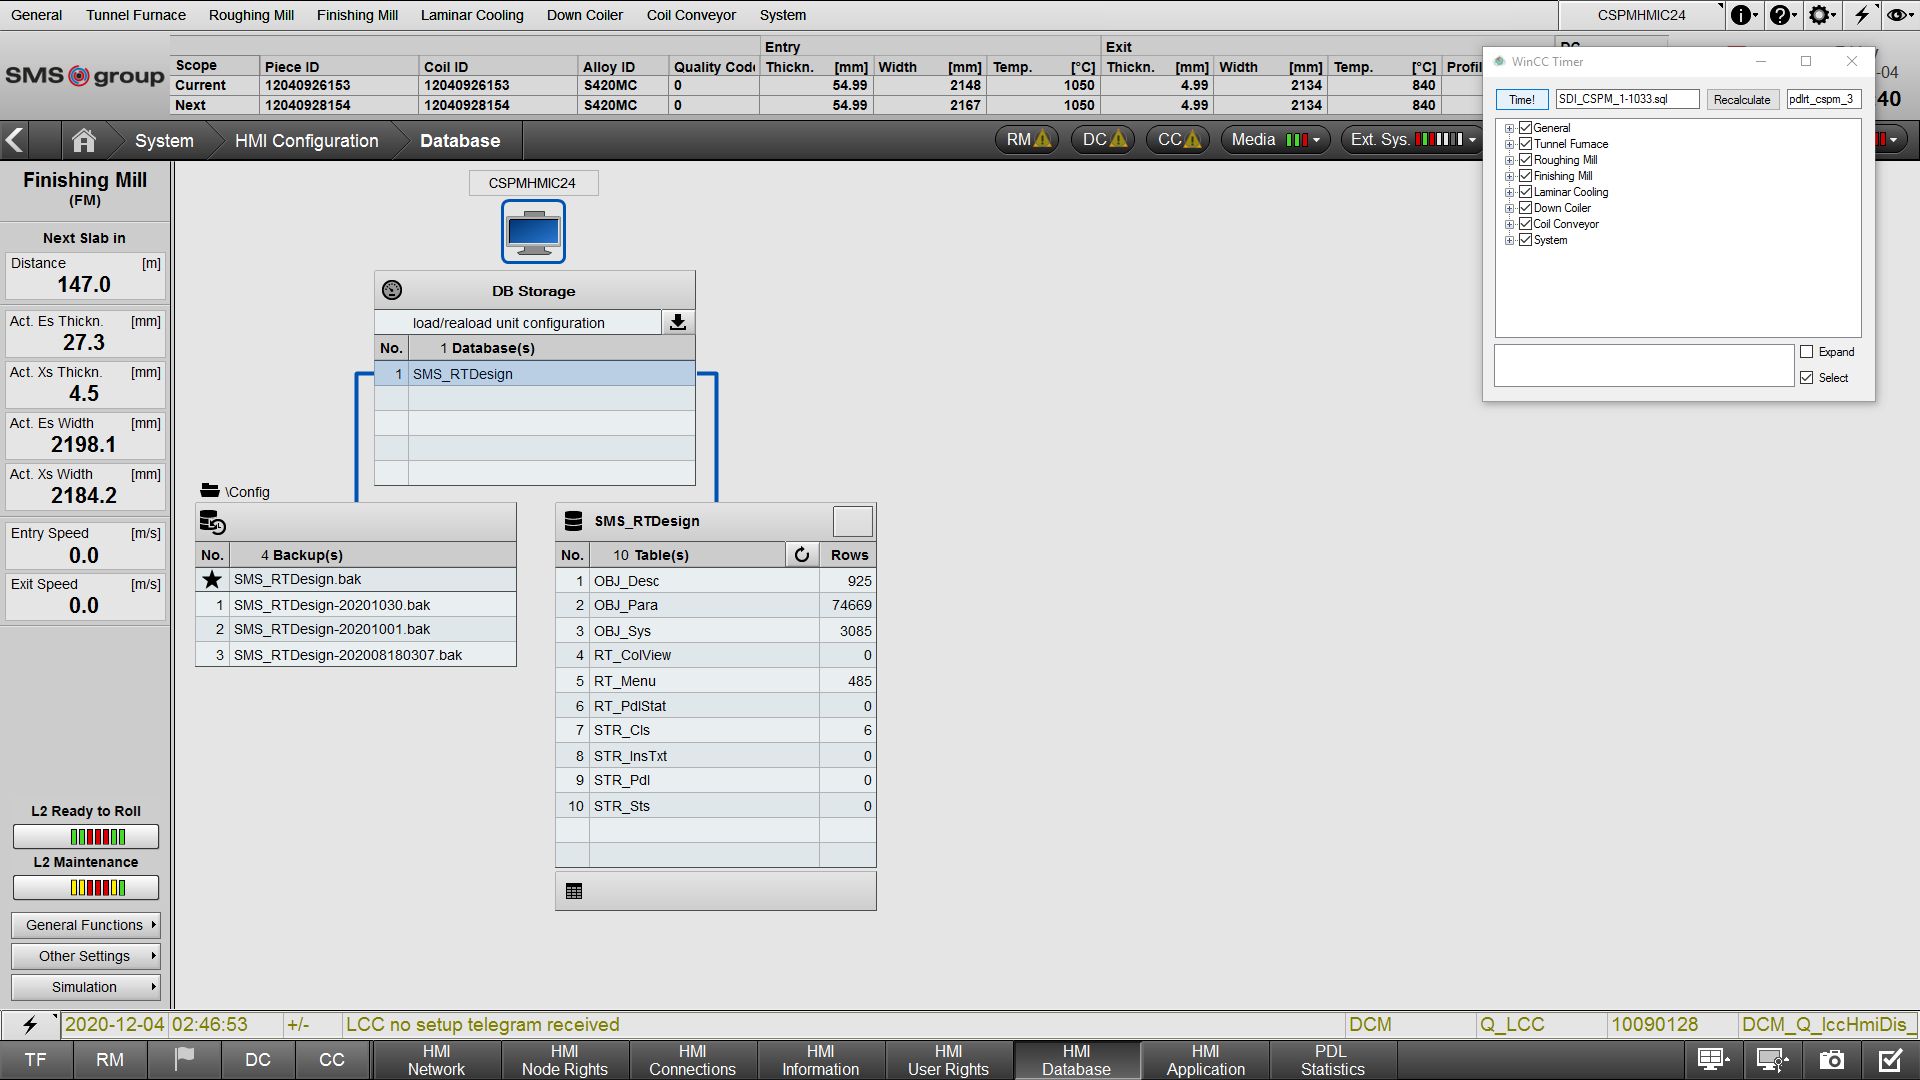 General Tunnel Furnace Roughing Mill Finishing Mill Laminar Cooling Down Coiler Coil Conveyor System CSPMHMIC24
SMS group
Entry Exit
Scope Piece ID Coil ID Alloy ID Quality Code Thickn. [mm] Width [mm] Temp. [°C] Thickn. [mm] Width [mm] Temp. [°C] Profil
Current 12040926153 12040926153 S420MC 0 54.99 2148 1050 4.99 2134 840
Next 12040928154 12040928154 S420MC 0 54.99 2167 1050 4.99 2134 840
-04
40
System HMI Configuration Database RM DC CC Media Ext. Sys.
WinCC Timer
Time! SDI_CSPM_1-1033.sql Recalculate pdlrt_cspm_3
General
Tunnel Furnace
Roughing Mill
Finishing Mill
Laminar Cooling
Down Coiler
Coil Conveyor
System
Expand
Select
Finishing Mill
(FM)
Next Slab in
Distance [m]
147.0
Act. Es Thickn. [mm]
27.3
Act. Xs Thickn. [mm]
4.5
Act. Es Width [mm]
2198.1
Act. Xs Width [mm]
2184.2
Entry Speed [m/s]
0.0
Exit Speed [m/s]
0.0
L2 Ready to Roll
L2 Maintenance
General Functions
Other Settings
Simulation
CSPMHMIC24
DB Storage
load/reaload unit configuration
No. 1 Database(s)
1 SMS_RTDesign
\Config
No. 4 Backup(s)
SMS_RTDesign.bak
1 SMS_RTDesign-20201030.bak
2 SMS_RTDesign-20201001.bak
3 SMS_RTDesign-202008180307.bak
SMS_RTDesign
No. 10 Table(s) Rows
1 OBJ_Desc 925
2 OBJ_Para 74669
3 OBJ_Sys 3085
4 RT_ColView 0
5 RT_Menu 485
6 RT_PdlStat 0
7 STR_Cls 6
8 STR_InsTxt 0
9 STR_Pdl 0
10 STR_Sts 0
2020-12-04 02:46:53 +/- LCC no setup telegram received DCM Q_LCC 10090128 DCM_Q_lccHmiDis_
TF RM DC CC HMI Network HMI Node Rights HMI Connections HMI Information HMI User Rights HMI Database HMI Application PDL Statistics